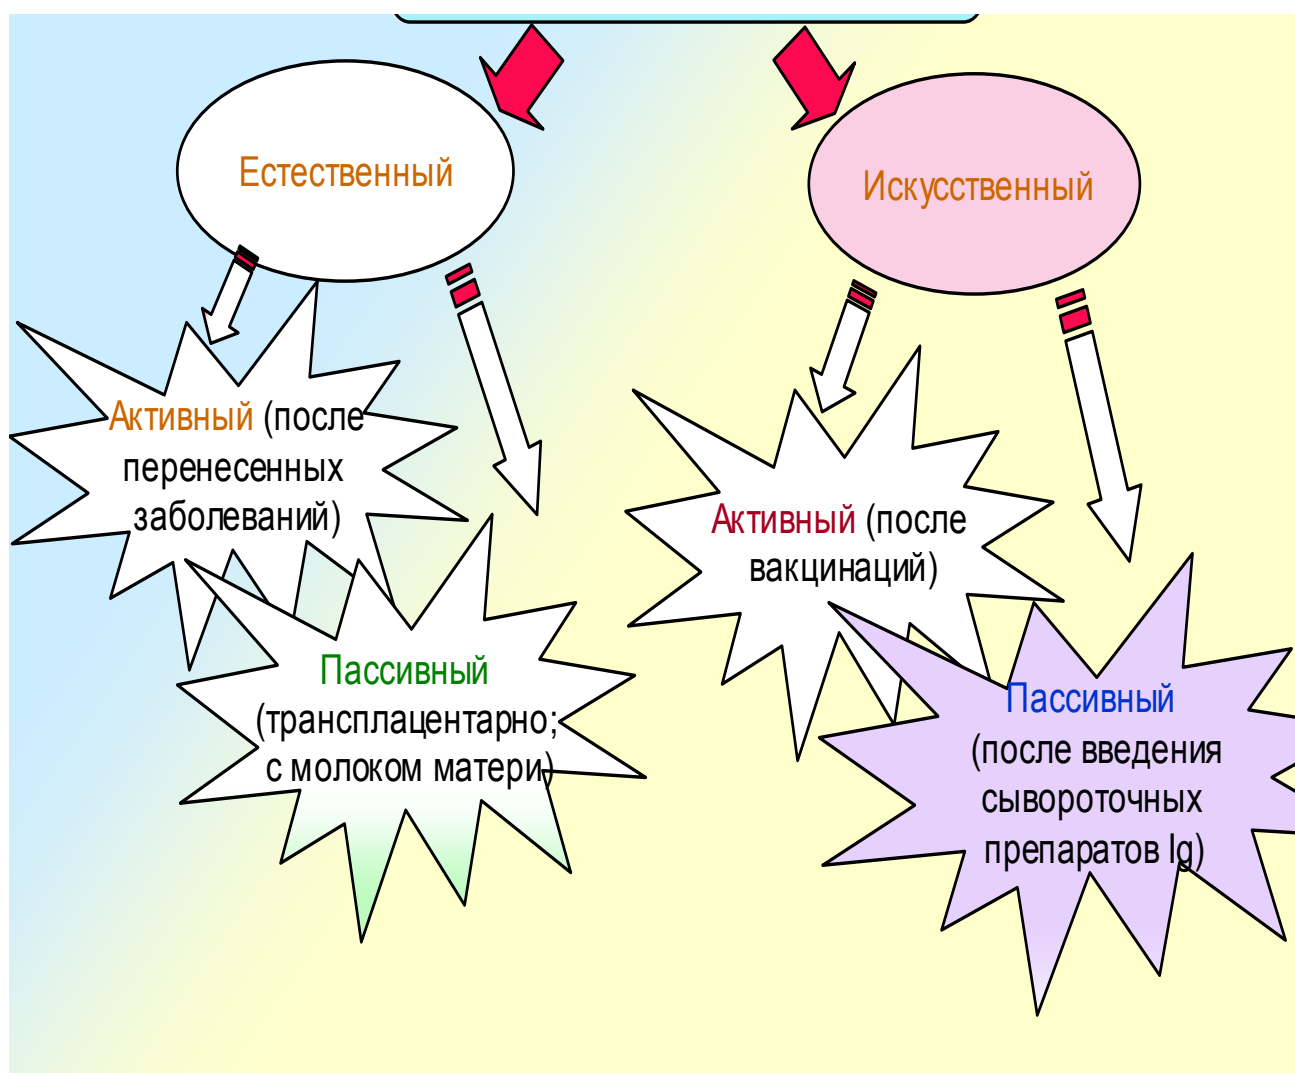 Естественный
Искусственный
Активный (после
перенесенных
заболеваний)
Активный (после
вакцинаций)
Пассивный
(трансплацентарно;
с молоком матери)
Пассивный
(после введения
сывороточных
препаратов Ig)